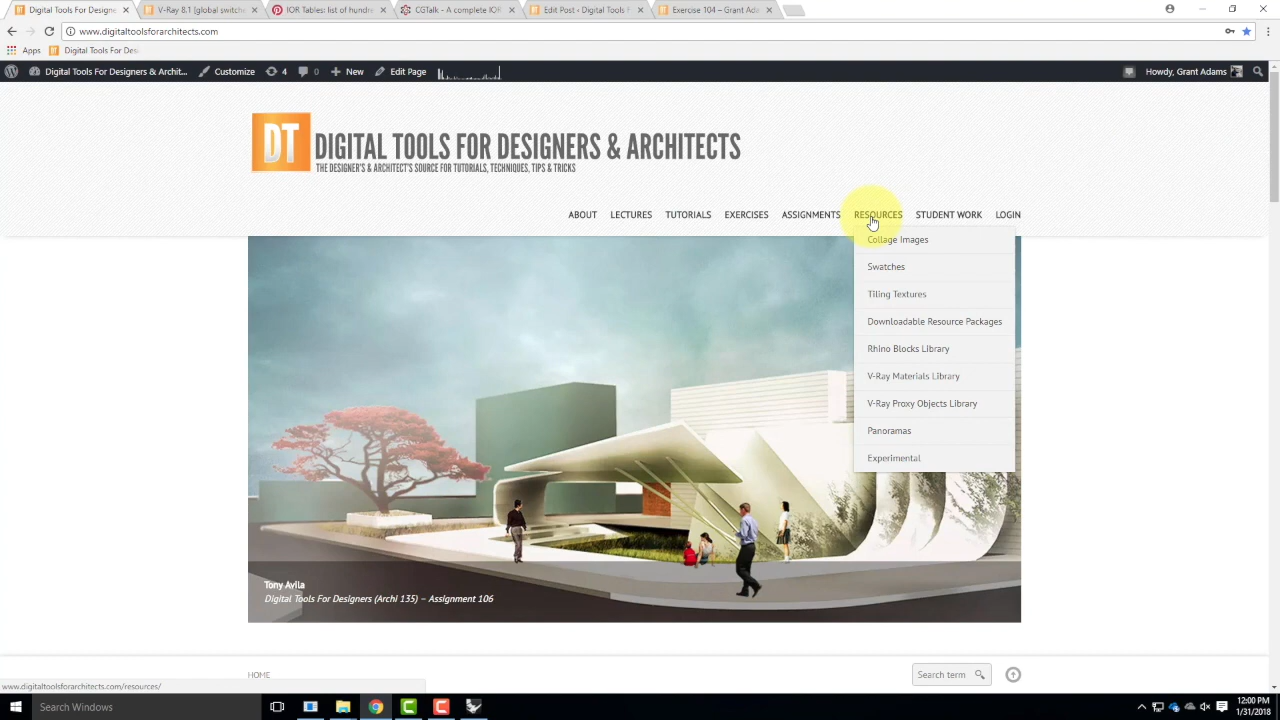 Digital Tools For Designers
V-Ray 8.1 (global switche
IOR Tables: list of hundre
CGTalk - A complete IOR
Edit Post ‹ Digital Tools F
Exercise 104 – Grant Ada
www.digitaltoolsforarchitects.com
Apps
DT
Digital Tools For Des
Digital Tools For Designers & Archit...
Customize
4
0
New
Edit Page
Howdy, Grant Adams
DT
DIGITAL TOOLS FOR DESIGNERS & ARCHITECTS
THE DESIGNER'S & ARCHITECT'S SOURCE FOR TUTORIALS, TECHNIQUES, TIPS & TRICKS
ABOUT
LECTURES
TUTORIALS
EXERCISES
ASSIGNMENTS
RESOURCES
STUDENT WORK
LOGIN
Collage Images
Swatches
Tiling Textures
Downloadable Resource Packages
Rhino Blocks Library
V-Ray Materials Library
V-Ray Proxy Objects Library
Panoramas
Experimental
Tony Avila
Digital Tools For Designers (Archi 135) – Assignment 106
HOME
Search term
www.digitaltoolsforarchitects.com/resources/
Search Windows
12:00 PM
1/31/2018